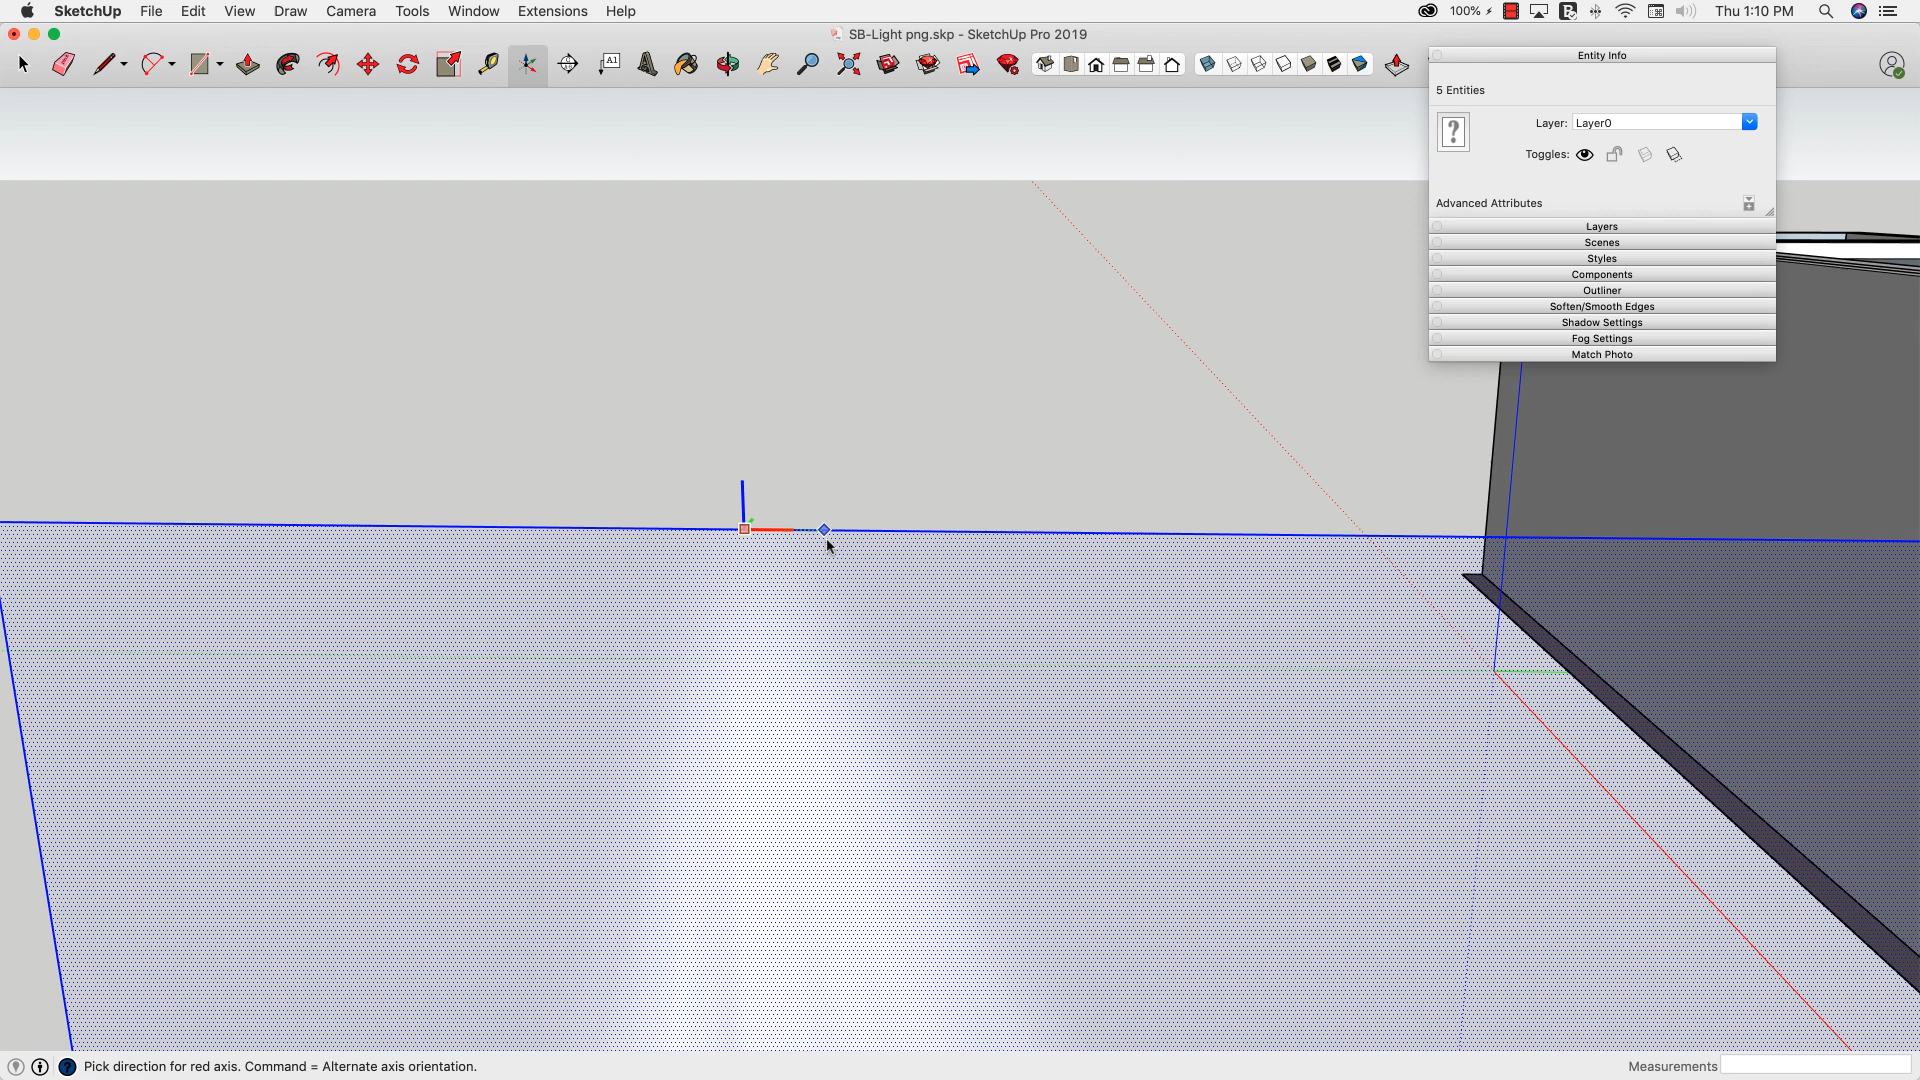 SketchUp File Edit View Draw Camera Tools Window Extensions Help 100% Thu 1:10 PM
SB-Light png.skp - SketchUp Pro 2019
A1
Entity Info
5 Entities
Layer: Layer0
?
Toggles:
Advanced Attributes
Layers
Scenes
Styles
Components
Outliner
Soften/Smooth Edges
Shadow Settings
Fog Settings
Match Photo
Pick direction for red axis. Command = Alternate axis orientation.
Measurements